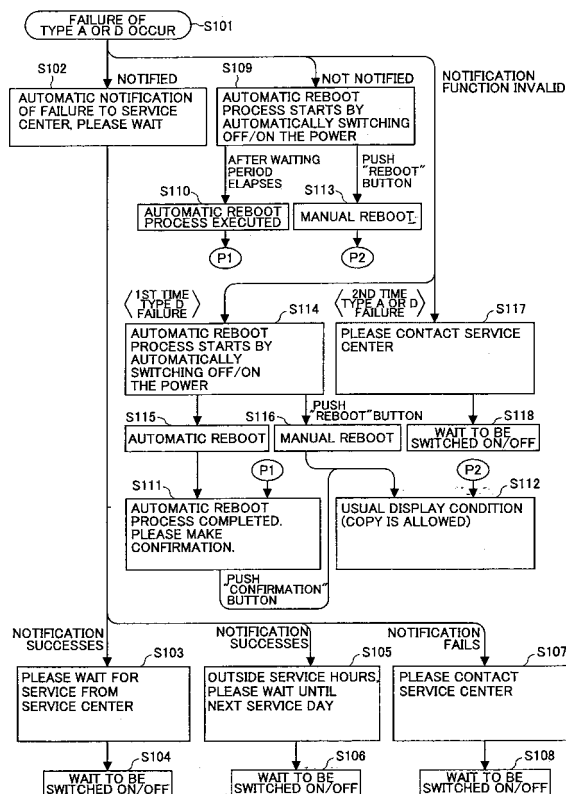 FAILURE OF
TYPE A OR D OCCUR
S101
S102
NOTIFIED
AUTOMATIC NOTIFICATION
OF FAILURE TO SERVICE
CENTER, PLEASE WAIT
S109
NOT NOTIFIED
AUTOMATIC REBOOT
PROCESS STARTS BY
AUTOMATICALLY SWITCHING
OFF/ON THE POWER
NOTIFICATION
FUNCTION INVALID
AFTER WAITING
PERIOD
ELAPSES
S110
AUTOMATIC REBOOT
PROCESS EXECUTED
P1
PUSH
"REBOOT"
BUTTON
S113
MANUAL REBOOT
P2
1ST TIME
TYPE D
FAILURE
S114
AUTOMATIC REBOOT
PROCESS STARTS BY
AUTOMATICALLY
SWITCHING OFF/ON
THE POWER
2ND TIME
TYPE A OR D
FAILURE
S117
PLEASE CONTACT SERVICE
CENTER
S115
AUTOMATIC REBOOT
PUSH
"REBOOT" BUTTON
S116
MANUAL REBOOT
S118
WAIT TO BE
SWITCHED ON/OFF
P1
S111
AUTOMATIC REBOOT
PROCESS COMPLETED.
PLEASE MAKE
CONFIRMATION.
P2
S112
USUAL DISPLAY CONDITION
(COPY IS ALLOWED)
PUSH
"CONFIRMATION"
BUTTON
NOTIFICATION
SUCCESSES
S103
PLEASE WAIT FOR
SERVICE FROM
SERVICE CENTER
NOTIFICATION
SUCCESSES
S105
OUTSIDE SERVICE HOURS,
PLEASE WAIT UNTIL
NEXT SERVICE DAY
NOTIFICATION
FAILS
S107
PLEASE CONTACT
SERVICE CENTER
S104
WAIT TO BE
SWITCHED ON/OFF
S106
WAIT TO BE
SWITCHED ON/OFF
S108
WAIT TO BE
SWITCHED ON/OFF